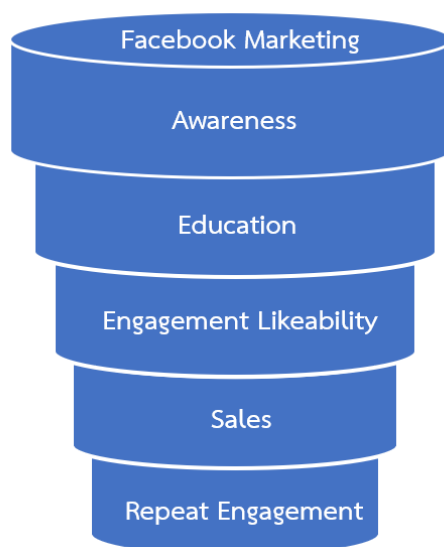 Facebook Marketing
Awareness
Education
Engagement Likeability
Sales
Repeat Engagement